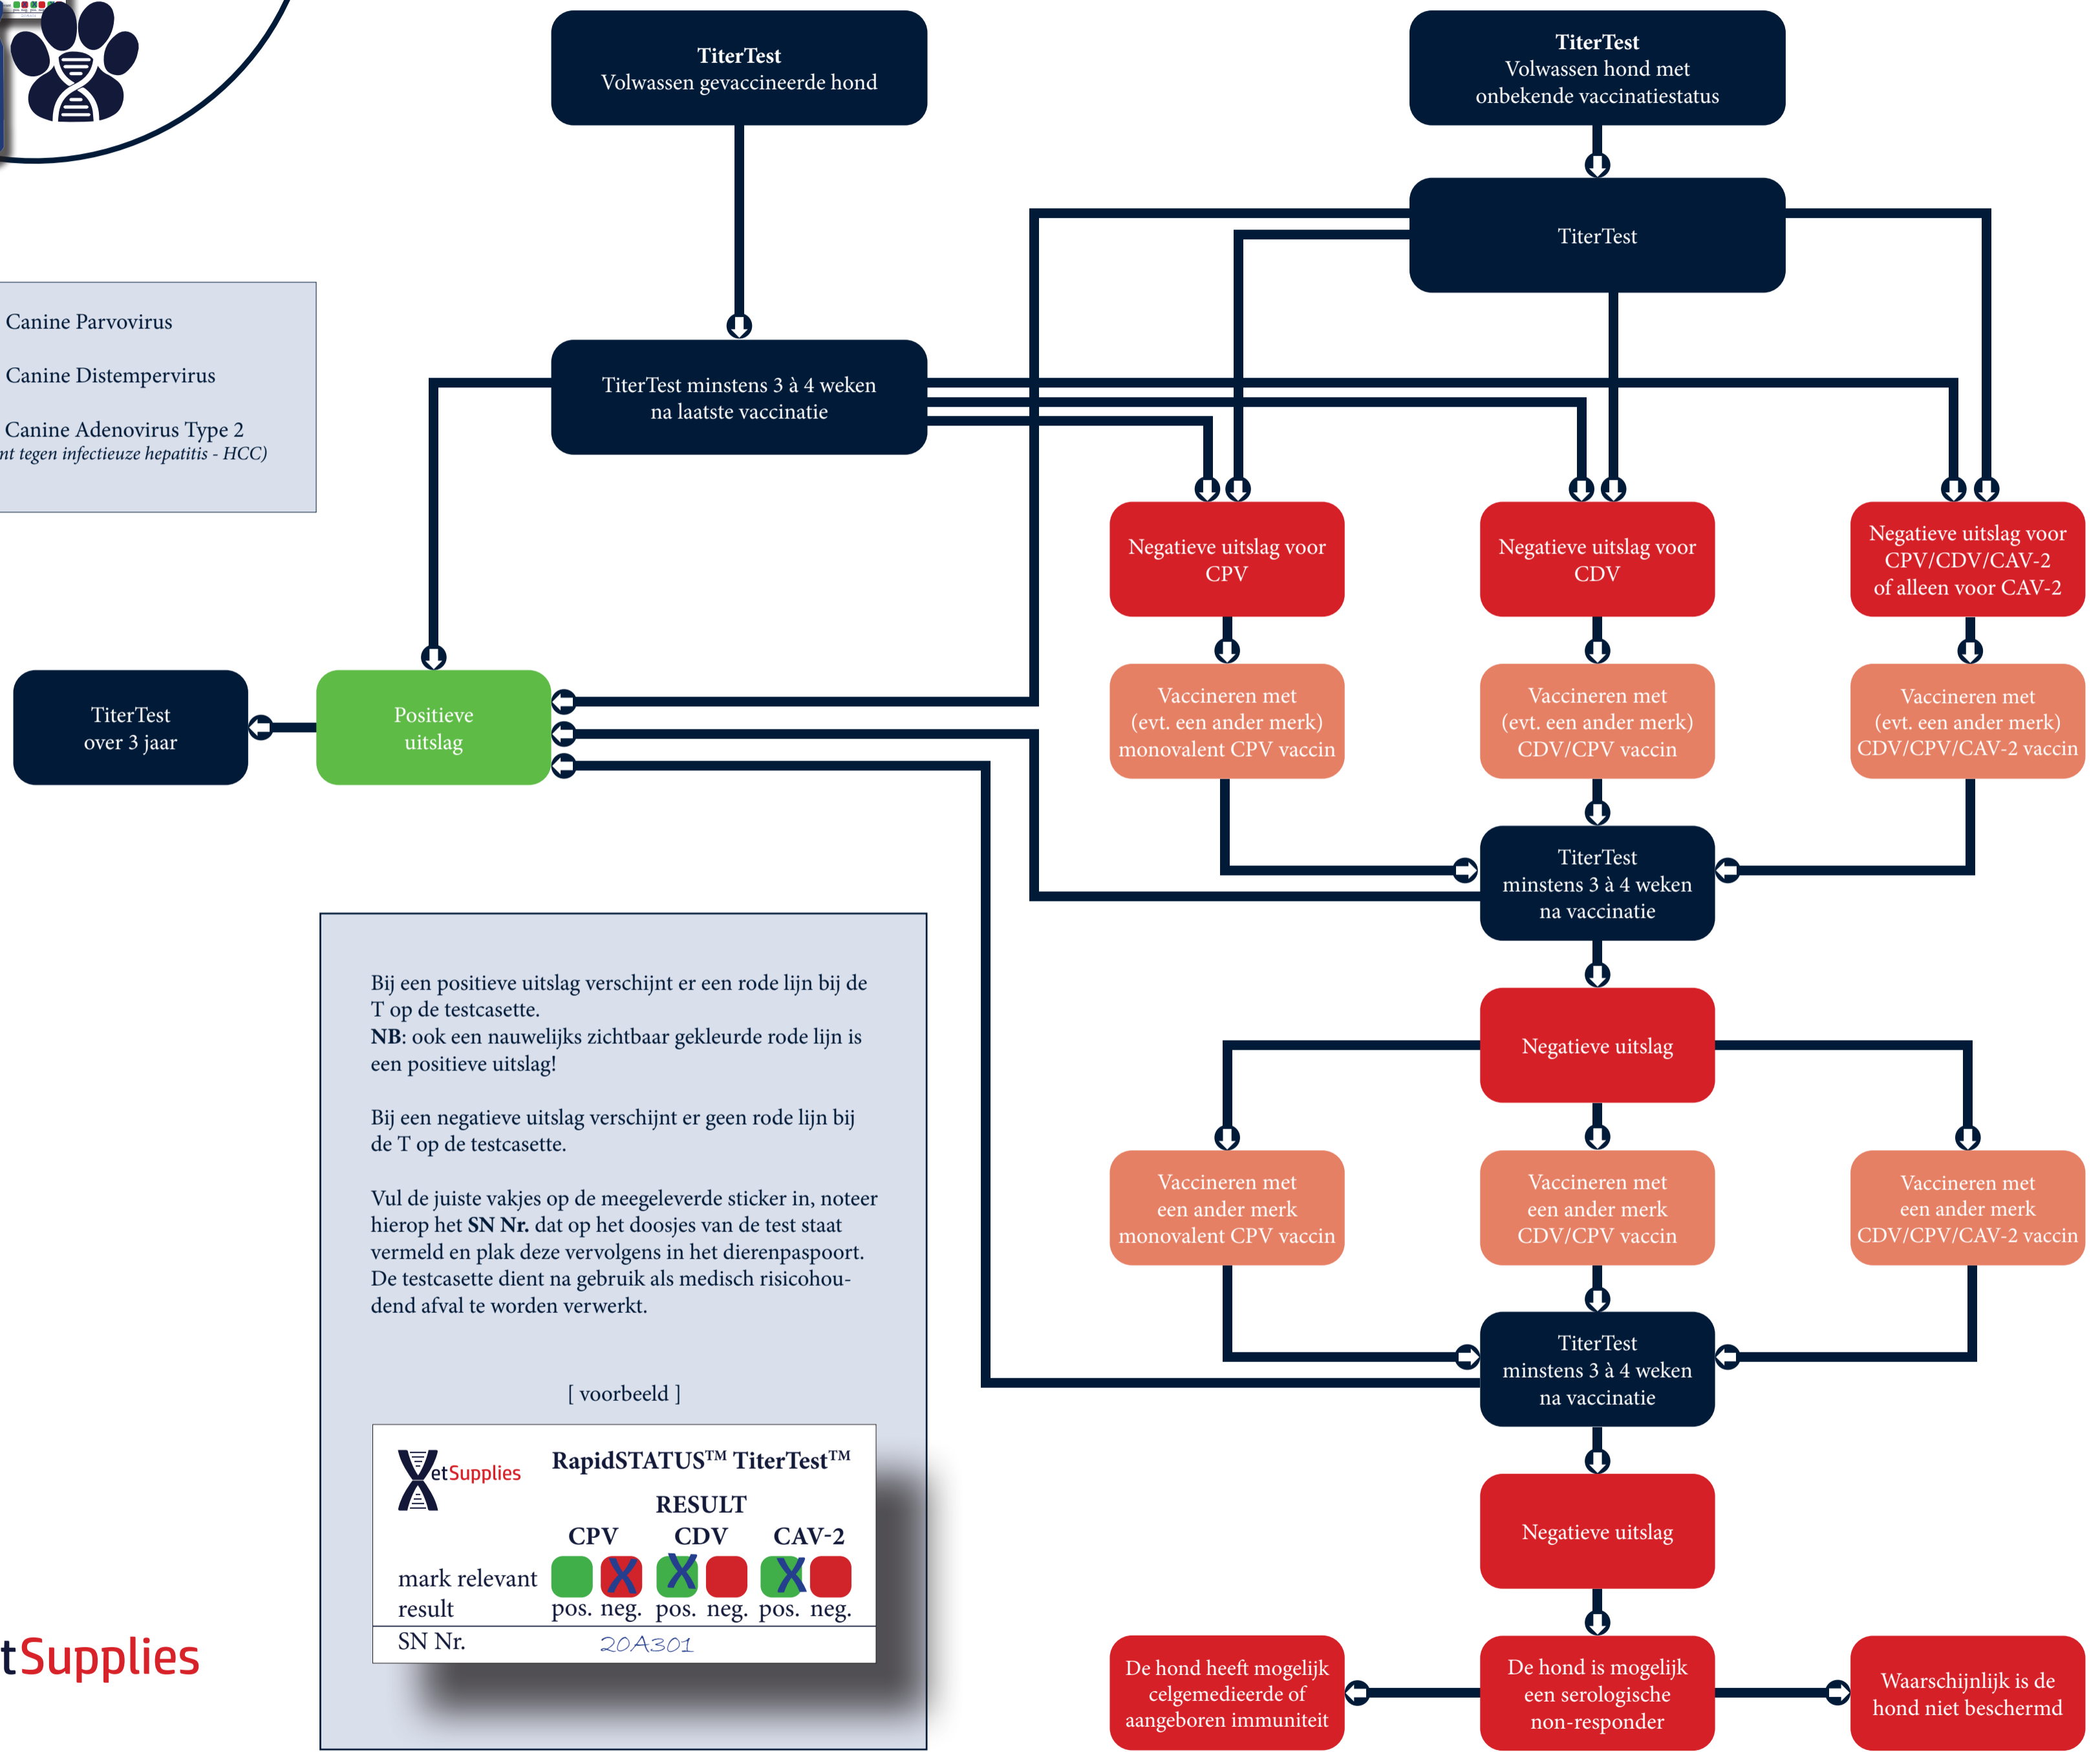 TiterTest
Volwassen gevaccineerde hond
TiterTest
Volwassen hond met
onbekende vaccinatiestatus
TiterTest
Canine Parvovirus
Canine Distempervirus
Canine Adenovirus Type 2
tegen infectieuze hepatitis - HCC)
TiterTest minstens 3 à 4 weken
na laatste vaccinatie
Negatieve uitslag voor
CPV
Negatieve uitslag voor
CDV
Negatieve uitslag voor
CPV/CDV/CAV-2
of alleen voor CAV-2
TiterTest
over 3 jaar
Positieve
uitslag
Vaccineren met
(evt. een ander merk)
monovalent CPV vaccin
Vaccineren met
(evt. een ander merk)
CDV/CPV vaccin
Vaccineren met
(evt. een ander merk)
CDV/CPV/CAV-2 vaccin
TiterTest
minstens 3 à 4 weken
na vaccinatie
Negatieve uitslag
Vaccineren met
een ander merk
monovalent CPV vaccin
Vaccineren met
een ander merk
CDV/CPV vaccin
Vaccineren met
een ander merk
CDV/CPV/CAV-2 vaccin
TiterTest
minstens 3 à 4 weken
na vaccinatie
Negatieve uitslag
De hond heeft mogelijk
celgemedieerde of
aangeboren immuniteit
De hond is mogelijk
een serologische
non-responder
Waarschijnlijk is de
hond niet beschermd
Bij een positieve uitslag verschijnt er een rode lijn bij de
T op de testcasette.
NB: ook een nauwelijks zichtbaar gekleurde rode lijn is
een positieve uitslag!
Bij een negatieve uitslag verschijnt er geen rode lijn bij
de T op de testcasette.
Vul de juiste vakjes op de meegeleverde sticker in, noteer
hierop het SN Nr. dat op het doosjes van de test staat
vermeld en plak deze vervolgens in het dierenpaspoort.
De testcasette dient na gebruik als medisch risicohou-
dend afval te worden verwerkt.
[ voorbeeld ]
etSupplies
RapidSTATUS™ TiterTest™
RESULT
CPV CDV CAV-2
mark relevant
result
pos. neg. pos. neg. pos. neg.
SN Nr. 20A301
tSupplies